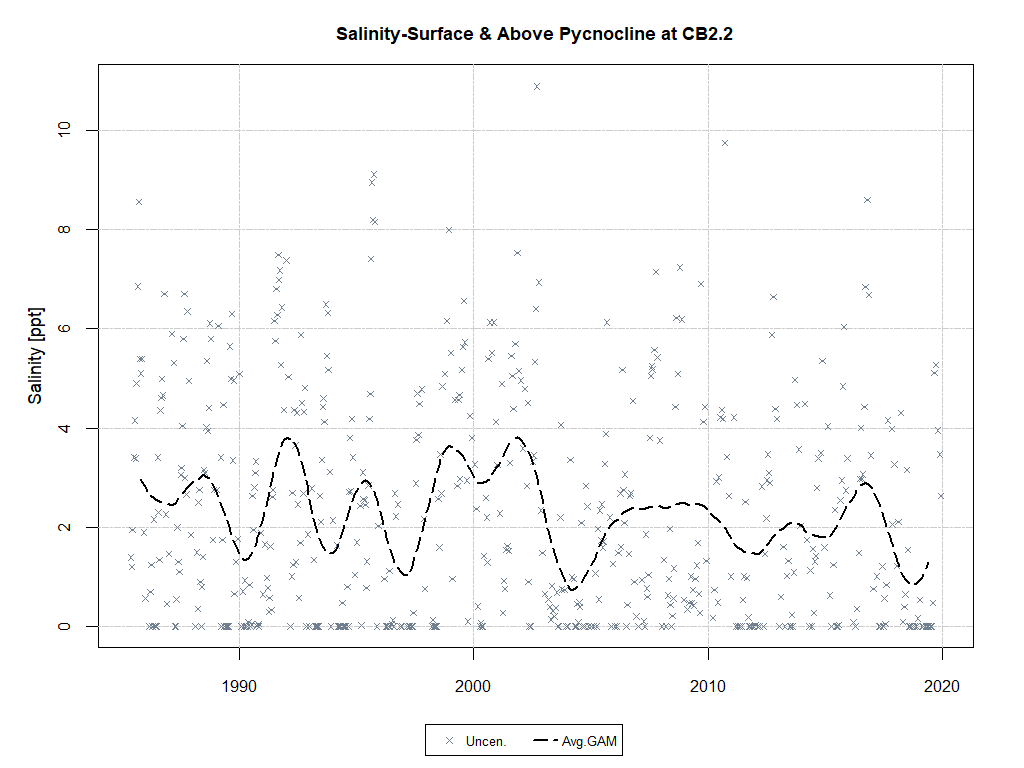 Salinity-Surface & Above Pycnocline at CB2.2
Salinity [ppt]
10
8
6
4
2
0
1990 2000 2010 2020
Uncen. Avg.GAM